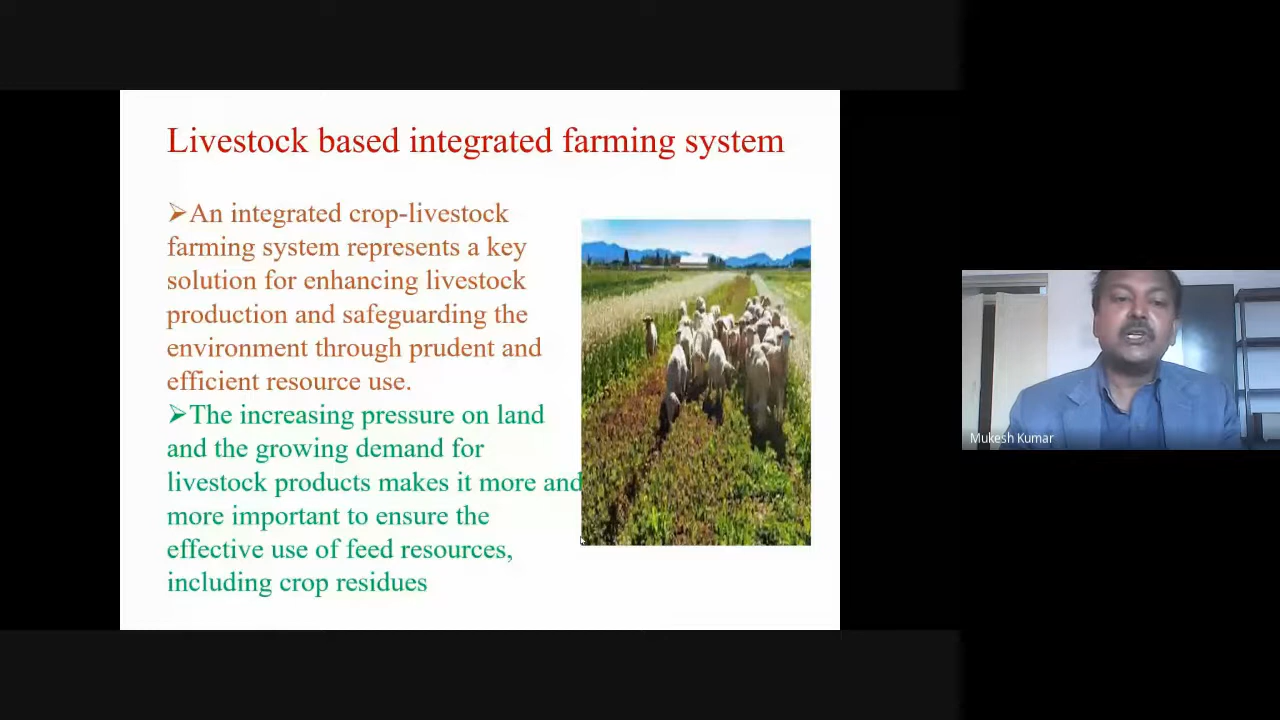 Livestock based integrated farming system
➢An integrated crop-livestock
farming system represents a key
solution for enhancing livestock
production and safeguarding the
environment through prudent and
efficient resource use.
➢The increasing pressure on land
and the growing demand for
livestock products makes it more and
more important to ensure the
effective use of feed resources,
including crop residues
Mukesh Kumar